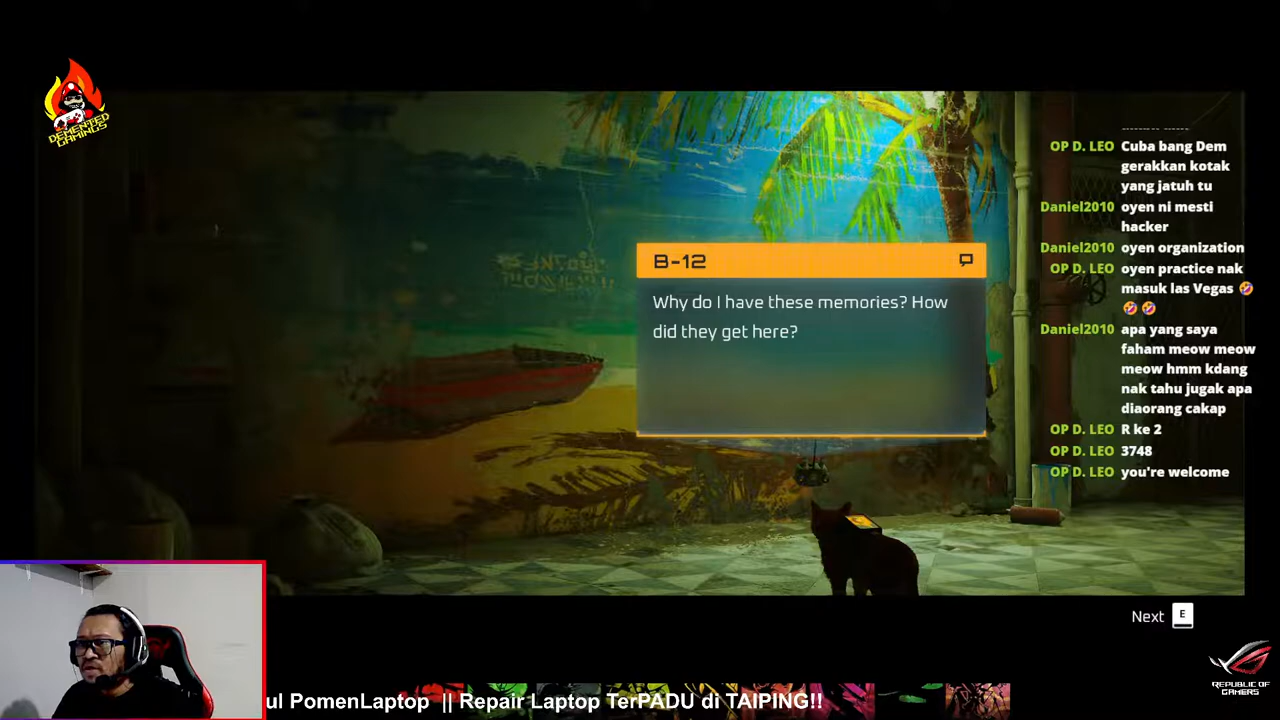 DEMENTED
GAMINGS
B-12
Why do I have these memories? How
did they get here?
OP D. LEO Cuba bang Dem
gerakkan kotak
yang jatuh tu
Daniel2010 oyen ni mesti
hacker
Daniel2010 oyen organization
OP D. LEO oyen practice nak
masuk las Vegas 🤣
🤣 🤣
Daniel2010 apa yang saya
faham meow meow
meow hmm kdang
nak tahu jugak apa
diaorang cakap
OP D. LEO R ke 2
OP D. LEO 3748
OP D. LEO you're welcome
Next E
REPUBLIC OF
GAMERS
ul PomenLaptop || Repair Laptop TerPADU di TAIPING!!